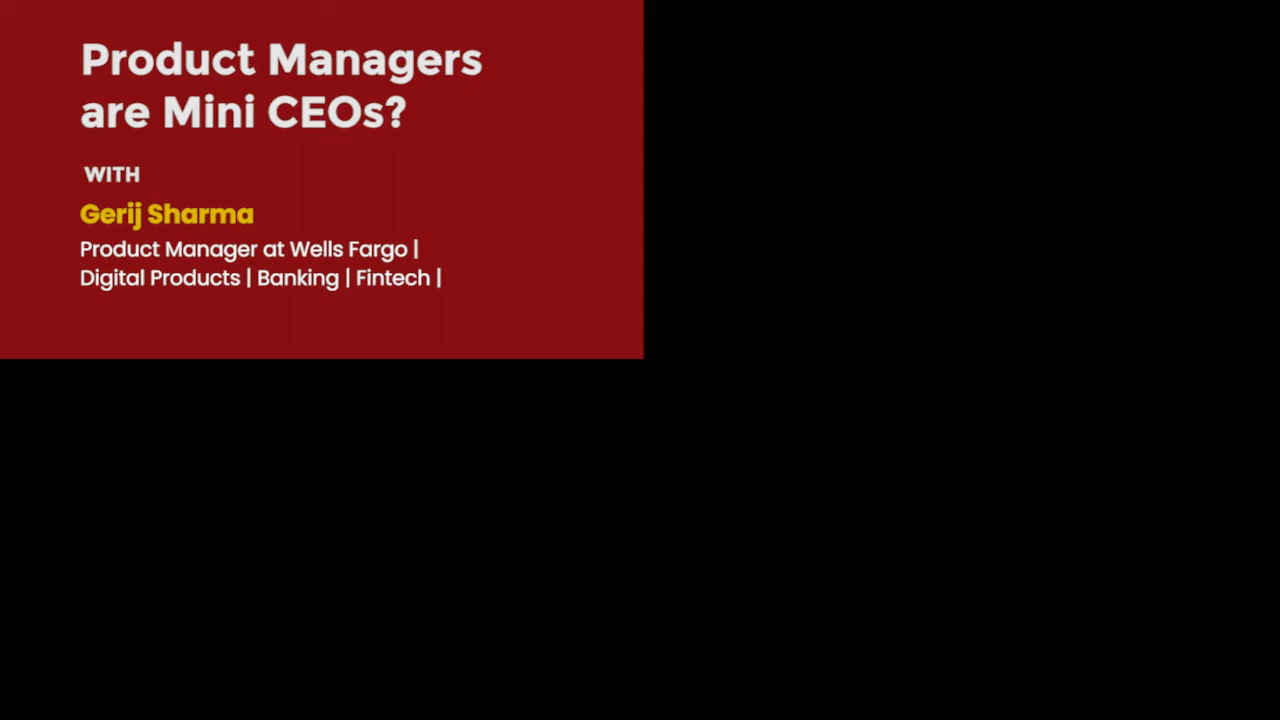 Product Managers
are Mini CEOs?
WITH
Gerij Sharma
Product Manager at Wells Fargo |
Digital Products | Banking | Fintech |